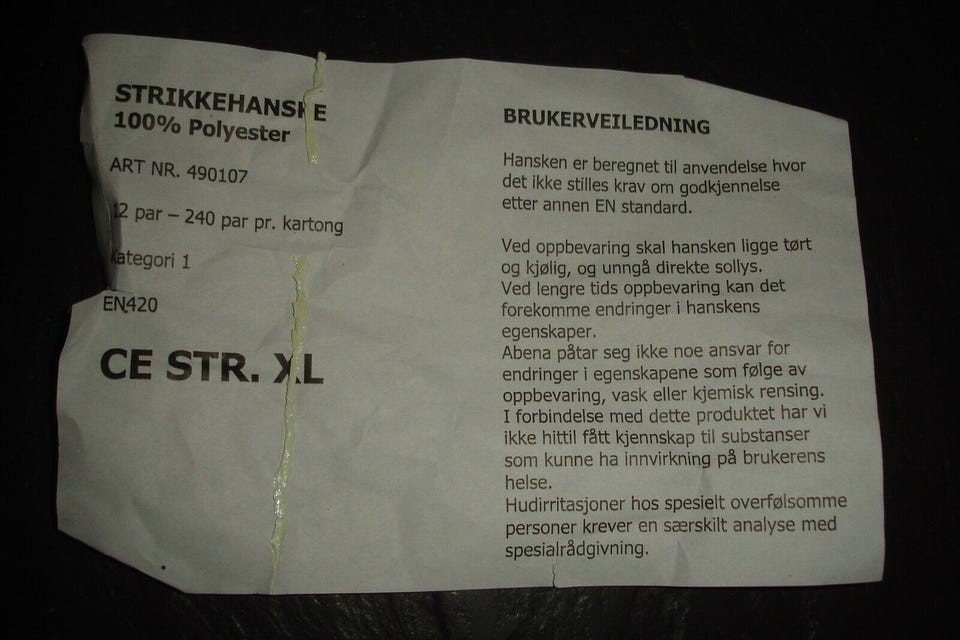 STRIKKEHANSKE
100% Polyester
ART NR. 490107
12 par – 240 par pr. kartong
Kategori 1
EN420
CE STR. XL
BRUKERVEILEDNING
Hansken er beregnet til anvendelse hvor
det ikke stilles krav om godkjennelse
etter annen EN standard.
Ved oppbevaring skal hansken ligge tørt
og kjølig, og unngå direkte sollys.
Ved lengre tids oppbevaring kan det
forekomme endringer i hanskens
egenskaper.
Abena påtar seg ikke noe ansvar for
endringer i egenskapene som følge av
oppbevaring, vask eller kjemisk rensing.
I forbindelse med dette produktet har vi
ikke hittil fått kjennskap til substanser
som kunne ha innvirkning på brukerens
helse.
Hudirritasjoner hos spesielt overfølsomme
personer krever en særskilt analyse med
spesialrådgivning.